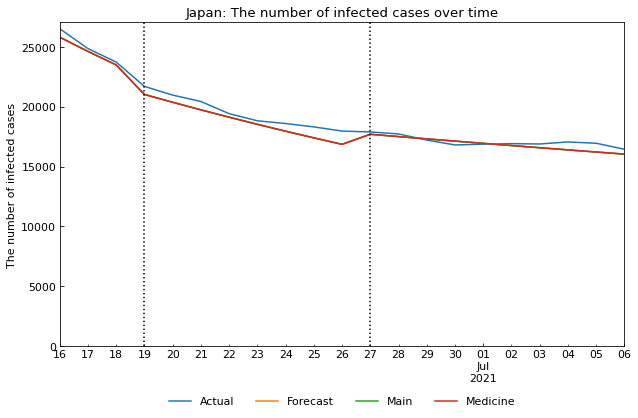 Japan: The number of infected cases over time
The number of infected cases
25000
20000
15000
10000
5000
0
16 17 18 19 20 21 22 23 24 25 26 27 28 29 30 01 02 03 04 05 06
Jul
2021
Actual Forecast Main Medicine